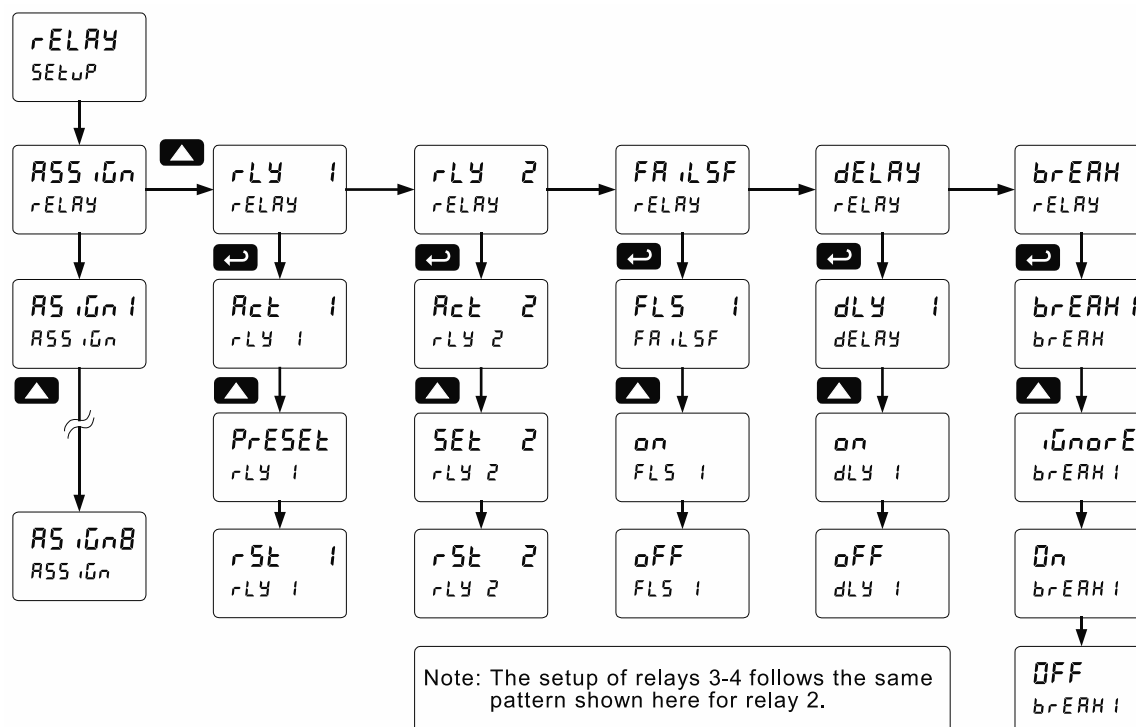 rELAY
SEtuP
ASSiGn
rELAY
rLY 1
rELAY
rLY 2
rELAY
FAiLSF
rELAY
dELAY
rELAY
brEAH
rELAY
ASiGn1
ASSiGn
Act 1
rLY 1
Act 2
rLY 2
FLS 1
FAiLSF
dLY 1
dELAY
brEAH1
brEAH
PrESEt
rLY 1
SEt 2
rLY 2
on
FLS 1
on
dLY 1
iGnorE
brEAH1
ASiGn8
ASSiGn
rSt 1
rLY 1
rSt 2
rLY 2
oFF
FLS 1
oFF
dLY 1
On
brEAH1
Note: The setup of relays 3-4 follows the same
pattern shown here for relay 2.
OFF
brEAH1